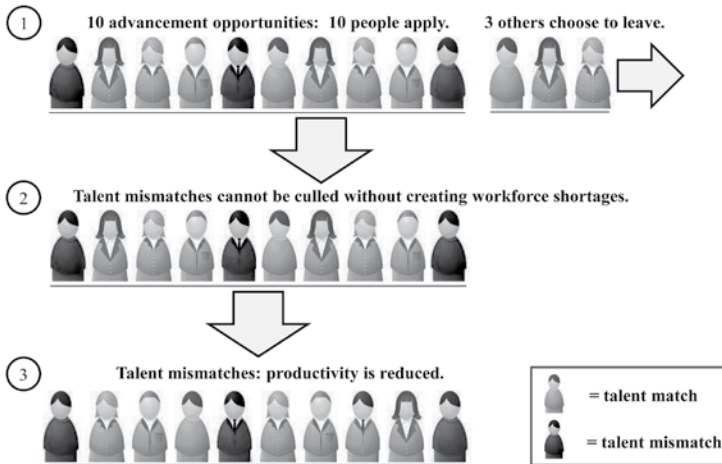 1
10 advancement opportunities: 10 people apply.
3 others choose to leave.
2
Talent mismatches cannot be culled without creating workforce shortages.
3
Talent mismatches: productivity is reduced.
= talent match
= talent mismatch